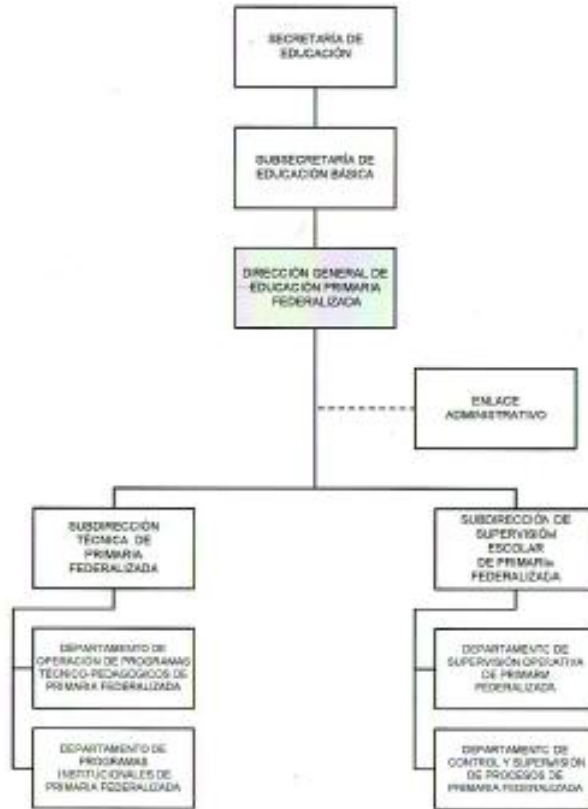 SECRETARÍA DE
EDUCACIÓN
SUBSECRETARÍA DE
EDUCACIÓN BÁSICA
DIRECCIÓN GENERAL DE
EDUCACIÓN PRIMARIA
FEDERALIZADA
ENLACE
ADMINISTRATIVO
SUBDIRECCIÓN
TÉCNICA DE
PRIMARIA
FEDERALIZADA
SUBDIRECCIÓN DE
SUPERVISIÓN
ESCOLAR
DE PRIMARIA
FEDERALIZADA
DEPARTAMENTO DE
OPERACIÓN DE PROGRAMAS
TÉCNICO-PEDAGÓGICOS DE
PRIMARIA FEDERALIZADA
DEPARTAMENTO DE
SUPERVISIÓN OPERATIVA
DE PRIMARIA
FEDERALIZADA
DEPARTAMENTO DE
PROGRAMAS
INSTITUCIONALES DE
PRIMARIA FEDERALIZADA
DEPARTAMENTO DE
CONTROL Y SUPERVISIÓN
DE PROCESOS DE
PRIMARIA FEDERALIZADA